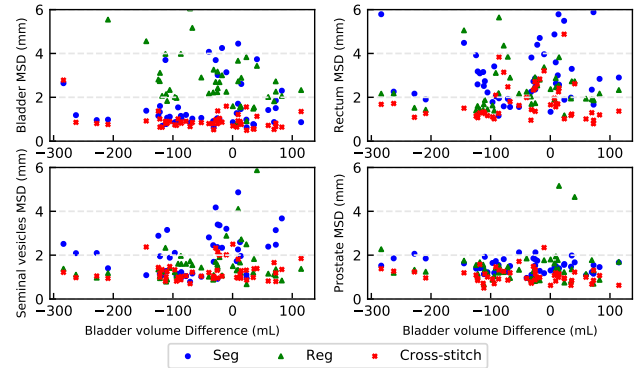 6
4
2
0
Bladder MSD (mm)
−300 −200 −100 0 100
6
4
2
0
Rectum MSD (mm)
−300 −200 −100 0 100
6
4
2
0
Seminal vesicles MSD (mm)
−300 −200 −100 0 100
Bladder volume Difference (mL)
6
4
2
0
Prostate MSD (mm)
−300 −200 −100 0 100
Bladder volume Difference (mL)
Seg Reg Cross-stitch